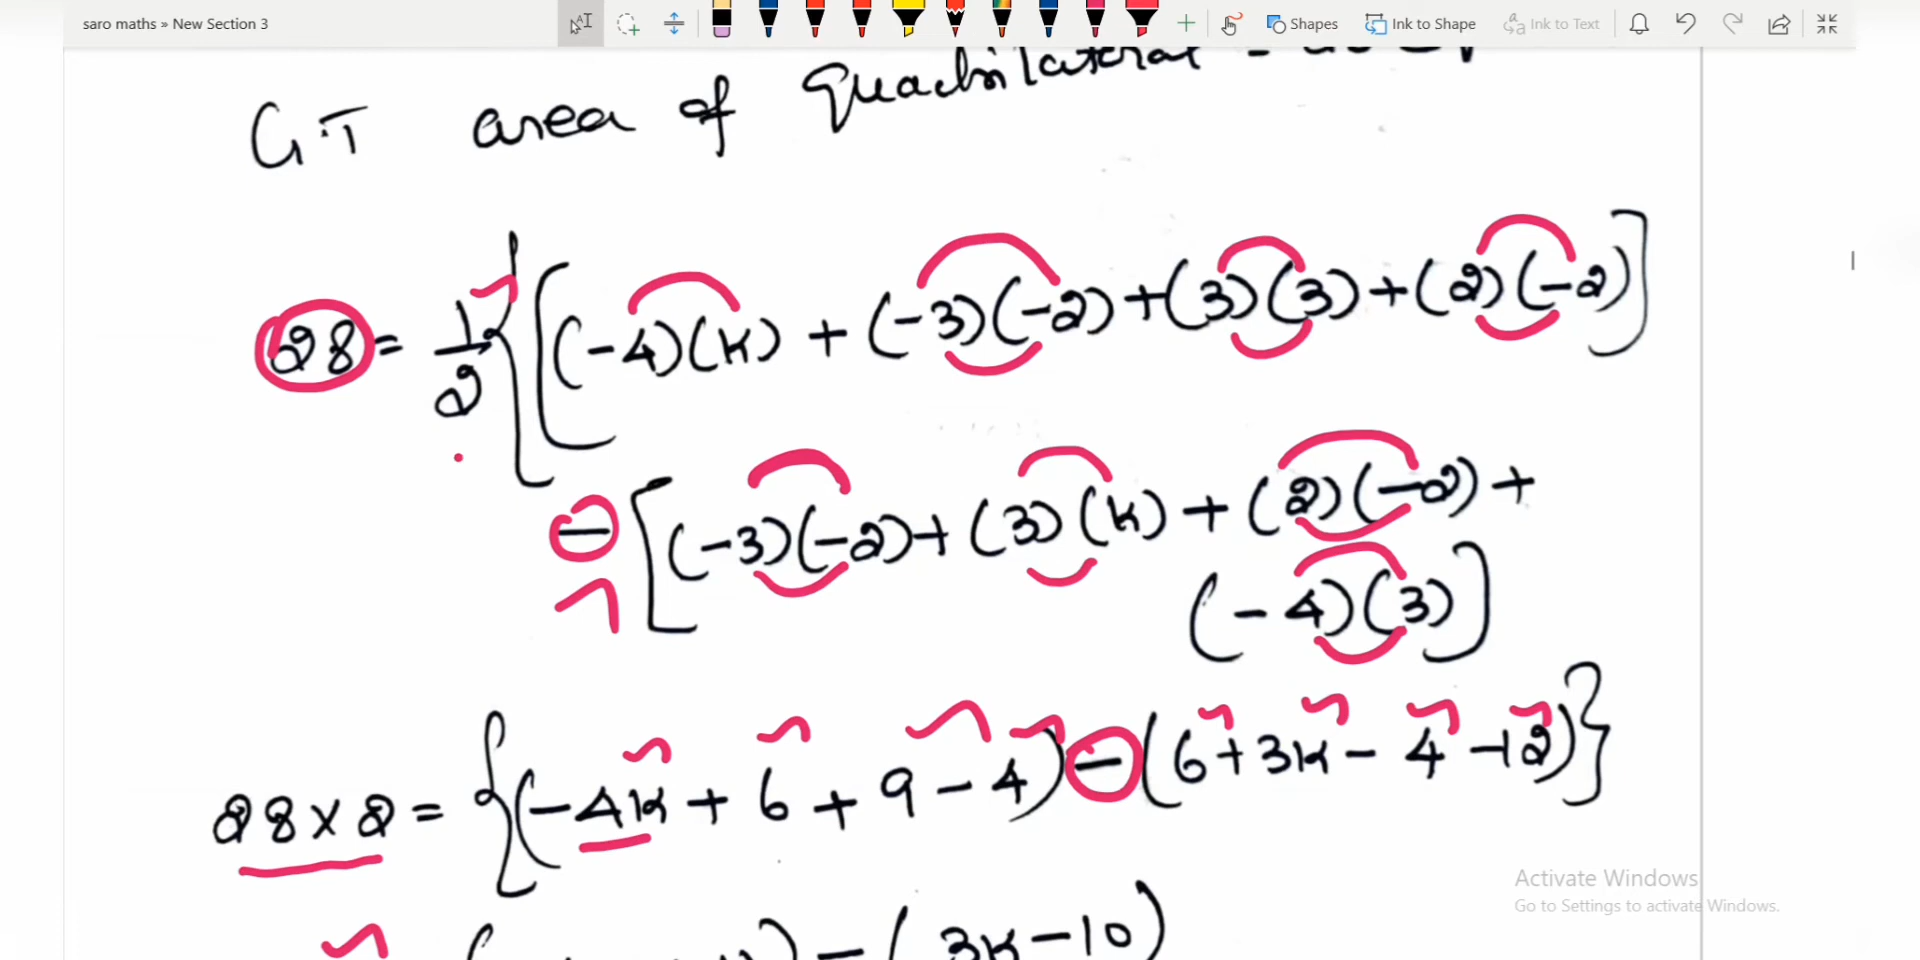 saro maths » New Section 3
Shapes Ink to Shape Ink to Text
G.T area of Quadrilateral =
28 = 1/2 { [(-4)(k) + (-3)(-2) + (3)(3) + (2)(-2)]
- [(-3)(-2) + (3)(k) + (2)(-2) +
(-4)(3)]
28 × 2 = {(-4k + 6 + 9 - 4) - (6 + 3k - 4 - 12)}
) - (3k - 10)
Activate Windows
Go to Settings to activate Windows.